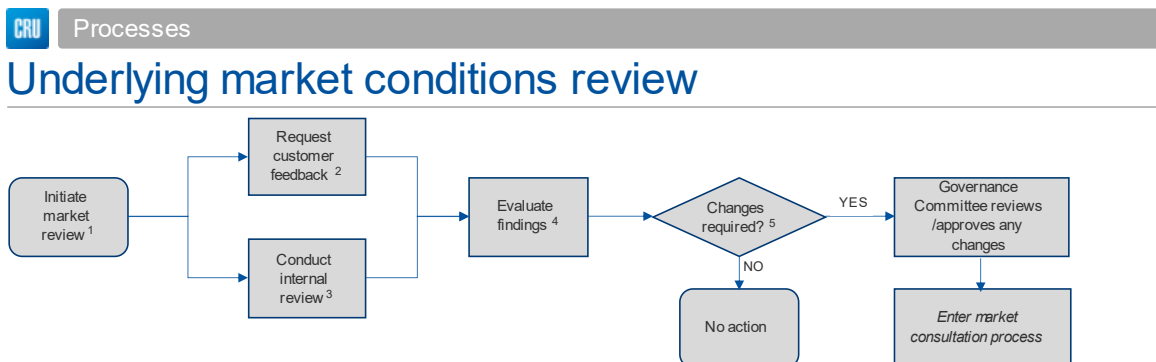 CRU
Processes
Underlying market conditions review
Initiate
market
review 1
Request
customer
feedback 2
Conduct
internal
review 3
Evaluate
findings 4
Changes
required? 5
YES
NO
No action
Governance
Committee reviews
/approves any
changes
Enter market
consultation process